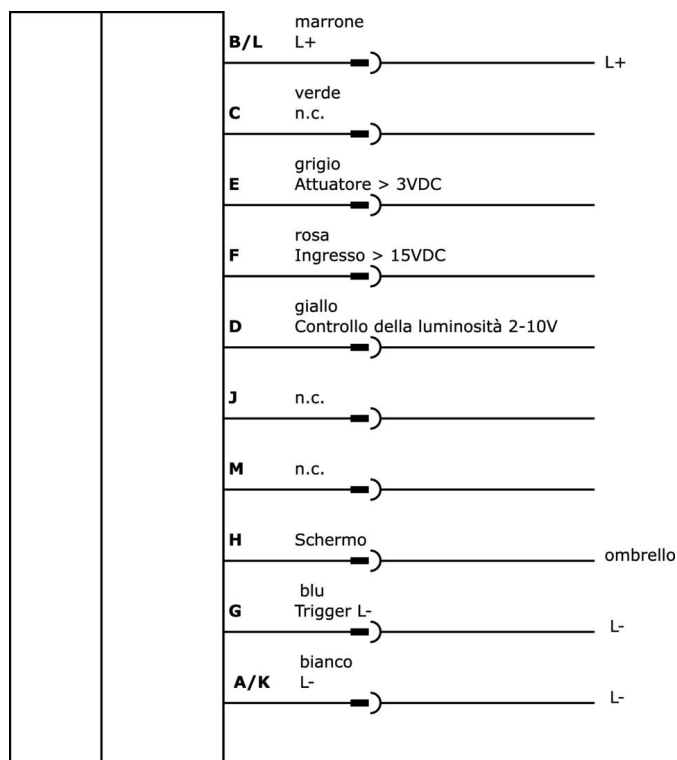 marrone
B/L L+
L+
verde
C n.c.
grigio
E Attuatore > 3VDC
rosa
F Ingresso > 15VDC
giallo
D Controllo della luminosità 2-10V
J n.c.
M n.c.
H Schermo
ombrello
blu
G Trigger L-
L-
bianco
A/K L-
L-